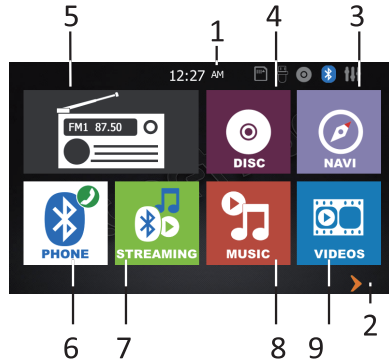 5 1 4 3
12:27 AM
FM1 87.50
DISC NAVI
PHONE STREAMING MUSIC VIDEOS
2
6 7 8 9